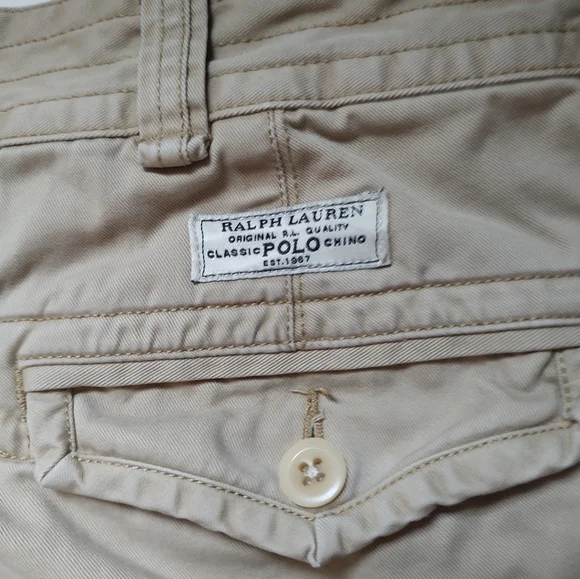 RALPH LAUREN
ORIGINAL R.L. QUALITY
CLASSIC POLO CHINO
EST. 1967